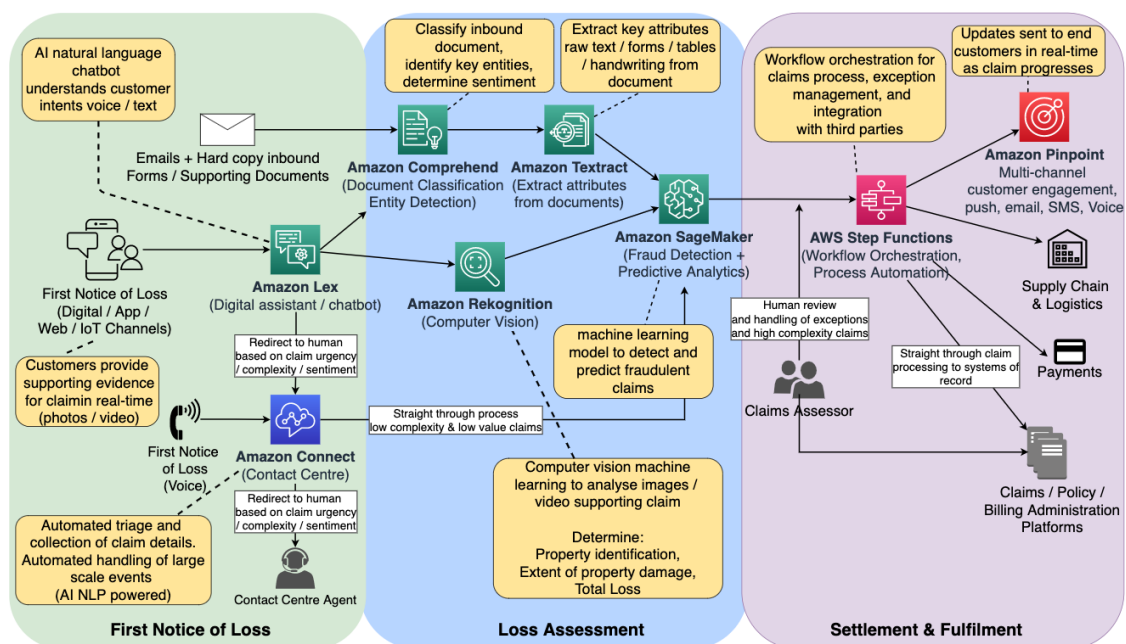 AI natural language
chatbot
understands customer
intents voice / text
Classify inbound
document,
identify key entities,
determine sentiment
Extract key attributes
raw text / forms / tables
/ handwriting from
document
Workflow orchestration for
claims process, exception
management, and
integration
with third parties
Updates sent to end
customers in real-time
as claim progresses
Emails + Hard copy inbound
Forms / Supporting Documents
Amazon Comprehend
(Document Classification
Entity Detection)
Amazon Textract
(Extract attributes
from documents)
Amazon Pinpoint
Multi-channel
customer engagement,
push, email, SMS, Voice
First Notice of Loss
(Digital / App /
Web / IoT Channels)
Amazon Lex
(Digital assistant / chatbot)
Amazon Rekognition
(Computer Vision)
Amazon SageMaker
(Fraud Detection +
Predictive Analytics)
AWS Step Functions
(Workflow Orchestration,
Process Automation)
Supply Chain
& Logistics
Redirect to human
based on claim urgency
/ complexity / sentiment
Human review
and handling of exceptions
and high complexity claims
machine learning
model to detect and
predict fraudulent
claims
Straight through claim
processing to systems of
record
Payments
Customers provide
supporting evidence
for claimin real-time
(photos / video)
Straight through process
low complexity & low value claims
Claims Assessor
First Notice
of Loss
(Voice)
Amazon Connect
(Contact Centre)
Redirect to human
based on claim urgency
/ complexity / sentiment
Computer vision machine
learning to analyse images /
video supporting claim
Determine:
Property identification,
Extent of property damage,
Total Loss
Claims / Policy /
Billing Administration
Platforms
Automated triage and
collection of claim details.
Automated handling of large
scale events
(AI NLP powered)
Contact Centre Agent
First Notice of Loss
Loss Assessment
Settlement & Fulfilment